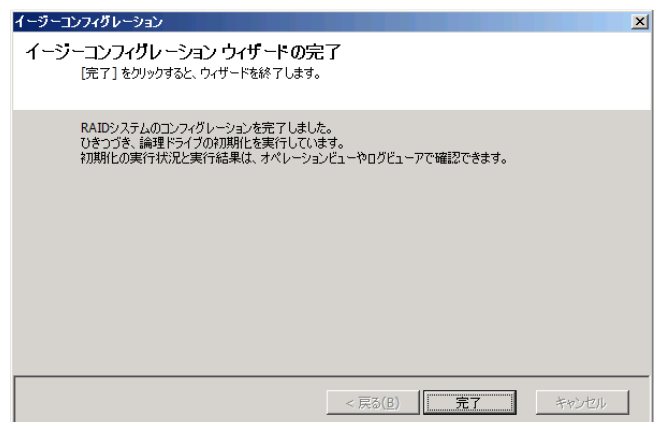 イージーコンフィグレーション
イージーコンフィグレーション ウィザードの完了
[完了] をクリックすると、ウィザードを終了します。
RAIDシステムのコンフィグレーションを完了しました。
ひきつづき、論理ドライブの初期化を実行しています。
初期化の実行状況と実行結果は、オペレーションビューやログビューアで確認できます。
< 戻る(B) 完了 キャンセル